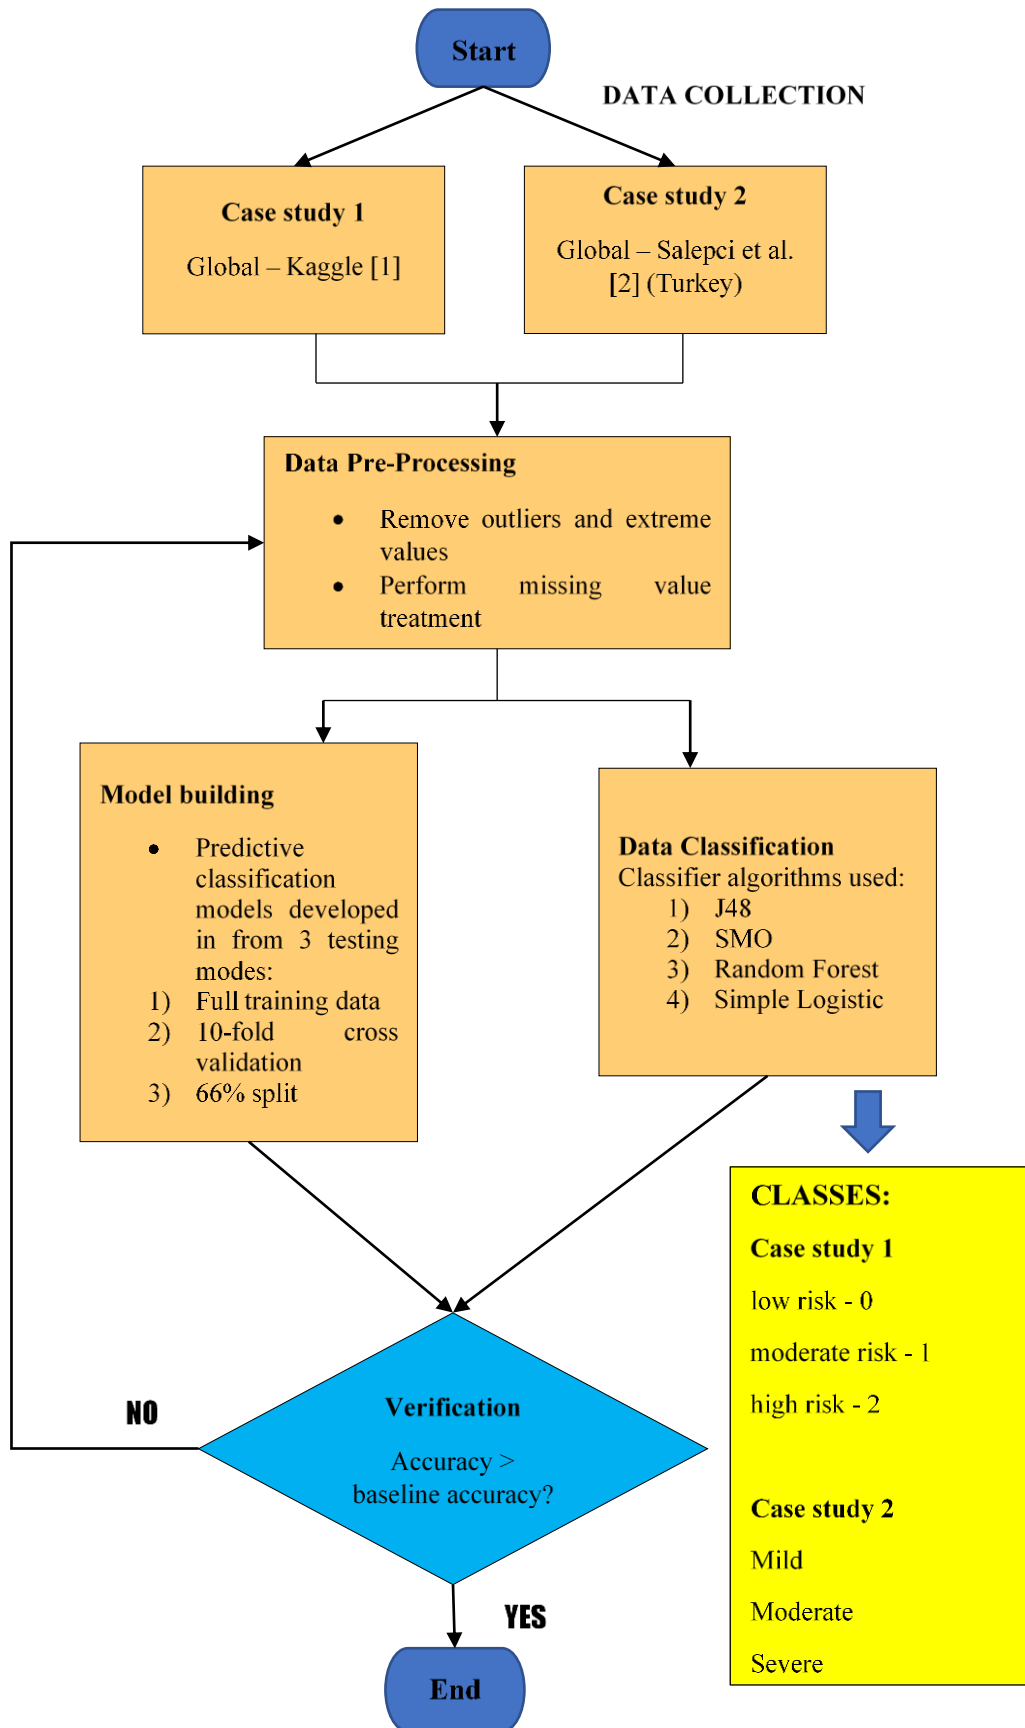 Start
DATA COLLECTION
Case study 1
Global – Kaggle [1]
Case study 2
Global – Salepci et al.
[2] (Turkey)
Data Pre-Processing
• Remove outliers and extreme
values
• Perform missing value
treatment
Model building
• Predictive
classification
models developed
in from 3 testing
modes:
1) Full training data
2) 10-fold cross
validation
3) 66% split
Data Classification
Classifier algorithms used:
1) J48
2) SMO
3) Random Forest
4) Simple Logistic
CLASSES:
Case study 1
low risk - 0
moderate risk - 1
high risk - 2
Case study 2
Mild
Moderate
Severe
Verification
Accuracy >
baseline accuracy?
NO
YES
End